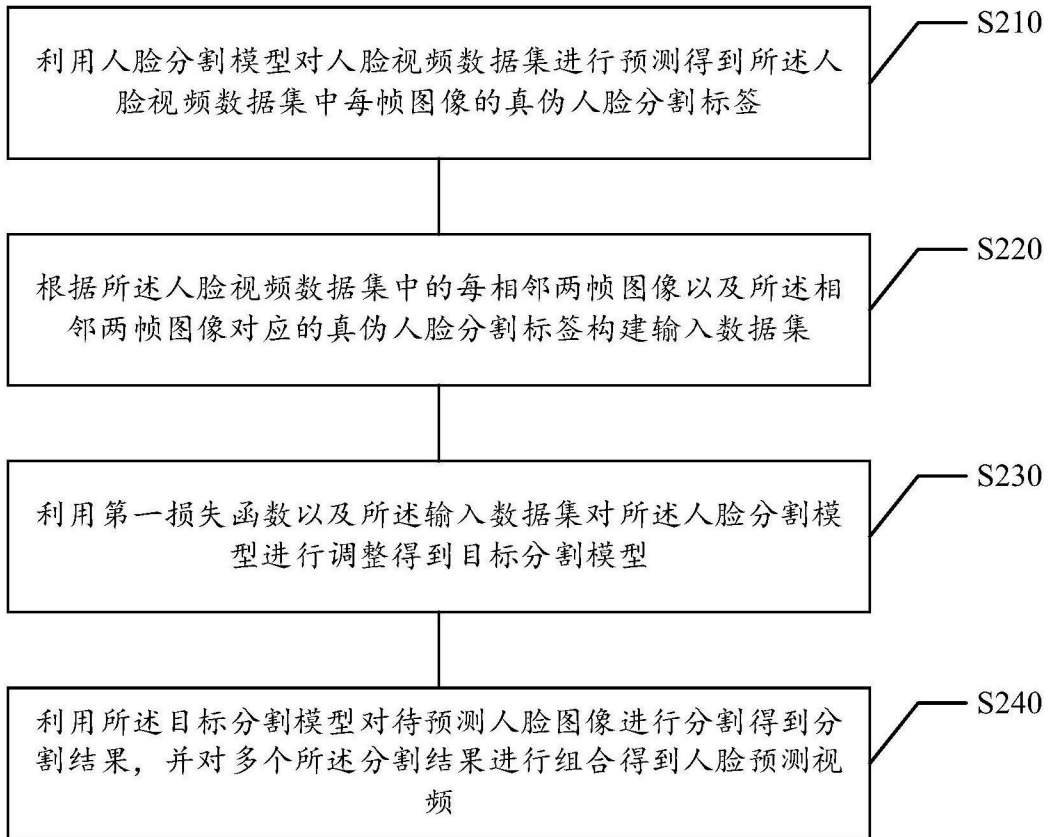 S210
利用人脸分割模型对人脸视频数据集进行预测得到所述人
脸视频数据集中每帧图像的真伪人脸分割标签
S220
根据所述人脸视频数据集中的每相邻两帧图像以及所述相
邻两帧图像对应的真伪人脸分割标签构建输入数据集
S230
利用第一损失函数以及所述输入数据集对所述人脸分割模
型进行调整得到目标分割模型
S240
利用所述目标分割模型对待预测人脸图像进行分割得到分
割结果，并对多个所述分割结果进行组合得到人脸预测视
频